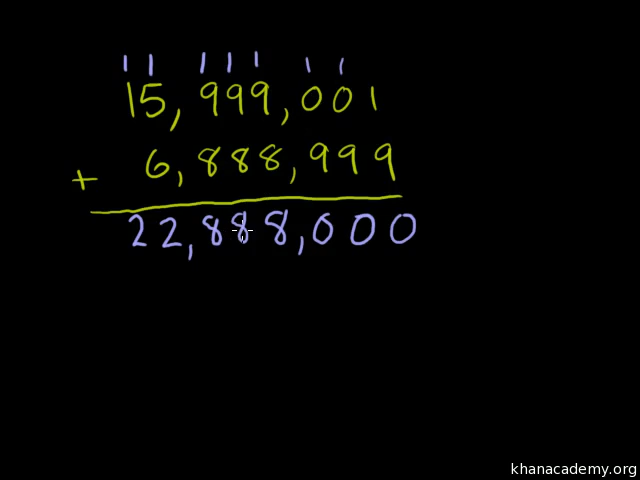 1 1 1 1 1 1 1
15,999,001
+ 6,888,999
22,888,000
khanacademy.org